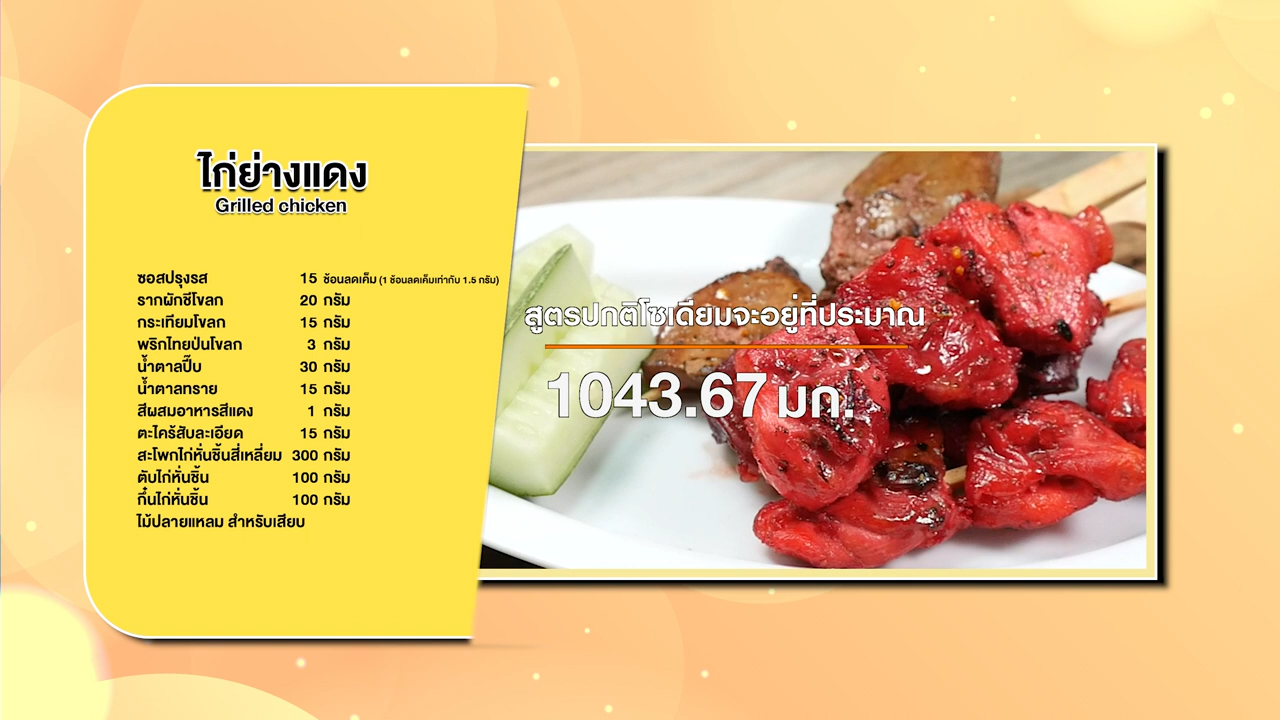 ไก่ย่างแดง
Grilled chicken
ซอสปรุงรส 15 ช้อนลดเค็ม (1 ช้อนลดเค็มเท่ากับ 1.5 กรัม)
รากผักชีโขลก 20 กรัม
กระเทียมโขลก 15 กรัม
พริกไทยป่นโขลก 3 กรัม
น้ำตาลปี๊บ 30 กรัม
น้ำตาลทราย 15 กรัม
สีผสมอาหารสีแดง 1 กรัม
ตะไคร้สับละเอียด 15 กรัม
สะโพกไก่หั่นชิ้นสี่เหลี่ยม 300 กรัม
ตับไก่หั่นชิ้น 100 กรัม
กึ๋นไก่หั่นชิ้น 100 กรัม
ไม้ปลายแหลม สำหรับเสียบ
สูตรปกติโซเดียมจะอยู่ที่ประมาณ
1043.67 มก.